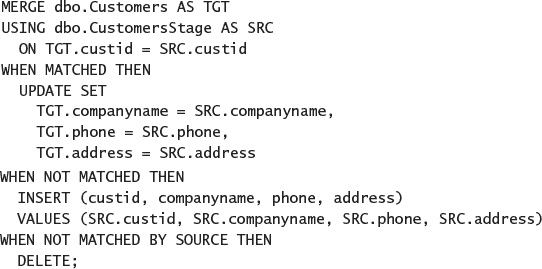 MERGE dbo.Customers AS TGT
USING dbo.CustomersStage AS SRC
  ON TGT.custid = SRC.custid
WHEN MATCHED THEN
  UPDATE SET
    TGT.companyname = SRC.companyname,
    TGT.phone = SRC.phone,
    TGT.address = SRC.address
WHEN NOT MATCHED THEN
  INSERT (custid, companyname, phone, address)
  VALUES (SRC.custid, SRC.companyname, SRC.phone, SRC.address)
WHEN NOT MATCHED BY SOURCE THEN
  DELETE;